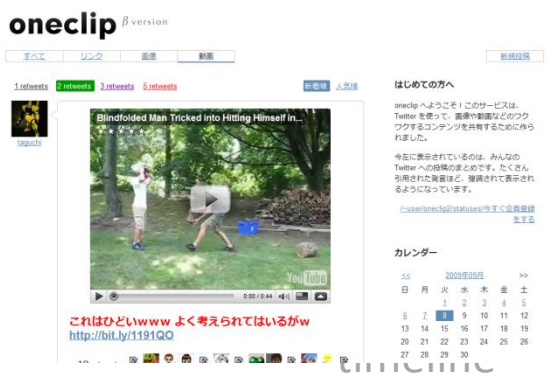 oneclip β version
すべて リンク 画像 動画 新規投稿
1 retweets 2 retweets 3 retweets 5 retweets 新着順 人気順
taguchi
Blindfolded Man Tricked into Hitting Himself in...
YouTube
0:00 / 0:44
これはひどいwww よく考えられてはいるがw
http://bit.ly/1191QO
はじめての方へ
oneclip へようこそ！このサービスは、
Twitter を使って、画像や動画などのワク
ワクするコンテンツを共有するために作ら
れました。
今左に表示されているのは、みんなの
Twitter への投稿のまとめです。たくさん
引用された発言ほど、強調されて表示され
るようになっています。
/~user/oneclip2/statuses/今すぐ会員登録
をする
カレンダー
<< 2009年09月 >>
日 月 火 水 木 金 土
1 2 3 4 5
6 7 8 9 10 11 12
13 14 15 16 17 18 19
20 21 22 23 24 25 26
27 28 29 30
timeline